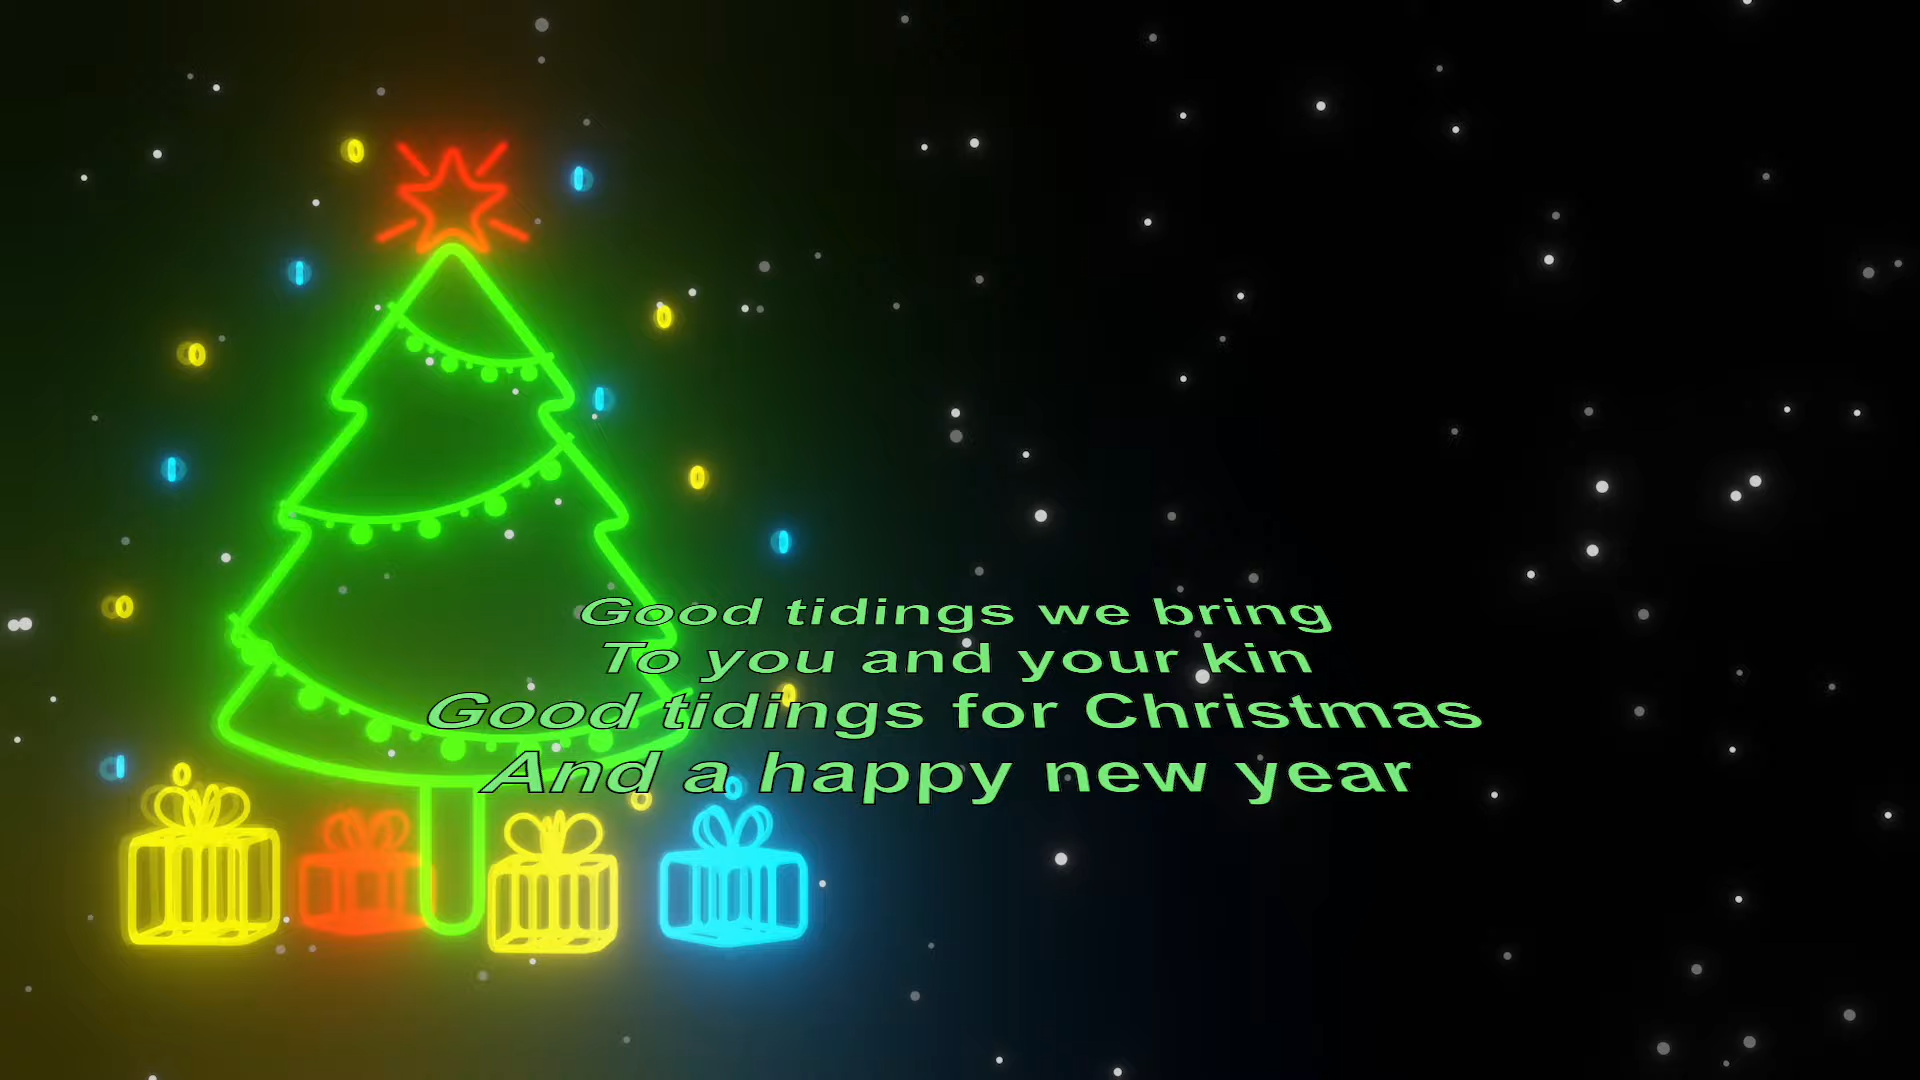 Good tidings we bring
To you and your kin
Good tidings for Christmas
And a happy new year